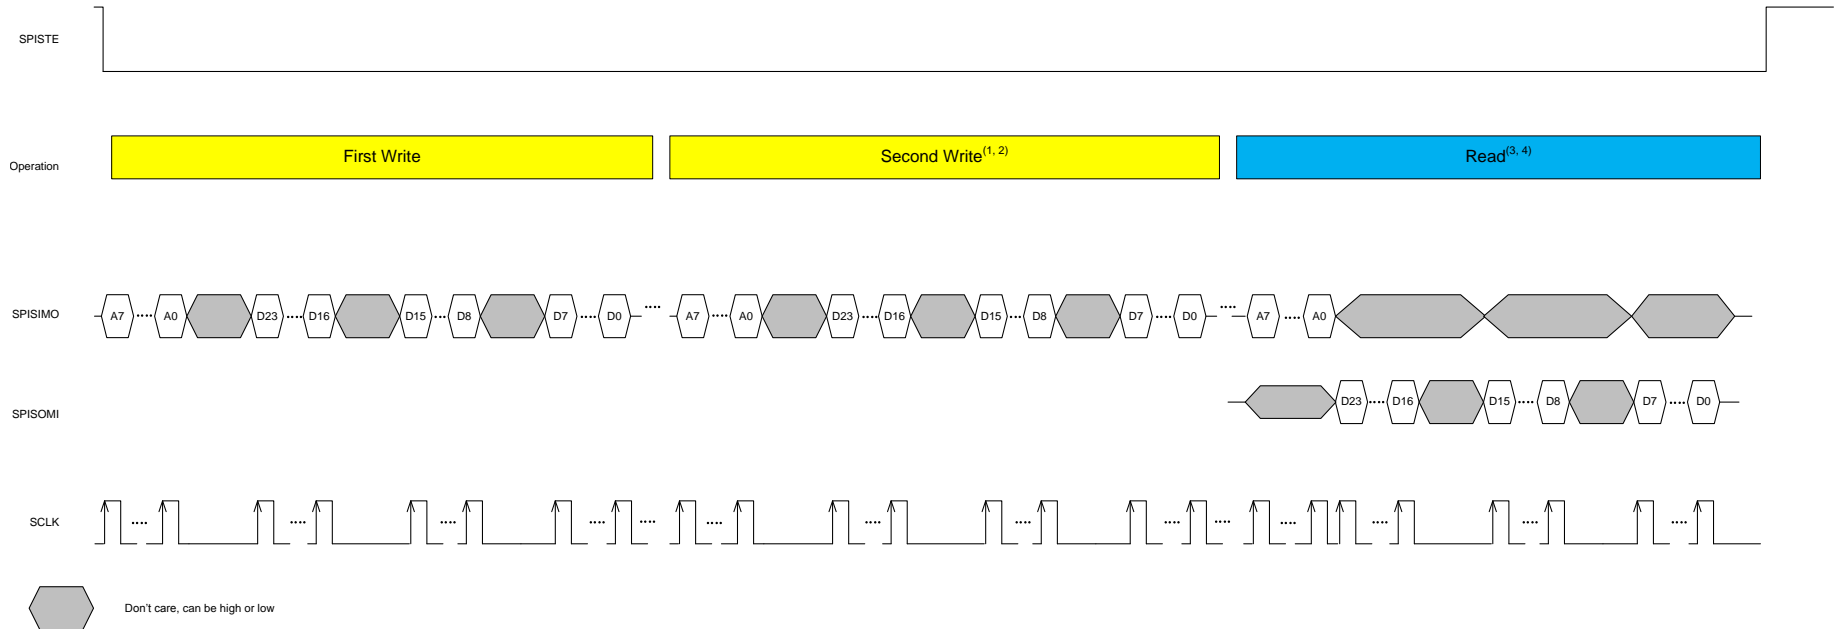 SPISTE
Operation First Write Second Write(1, 2) Read(3, 4)
SPISIMO A7 .... A0 D23 .... D16 D15 ... D8 D7 .... D0 .... A7 .... A0 D23 .... D16 D15 ... D8 D7 .... D0 .... A7 .... A0
SPISOMI D23 .... D16 D15 .... D8 D7 .... D0
SCLK .... .... .... .... .... .... .... .... .... .... .... .... .... ....
Don't care, can be high or low